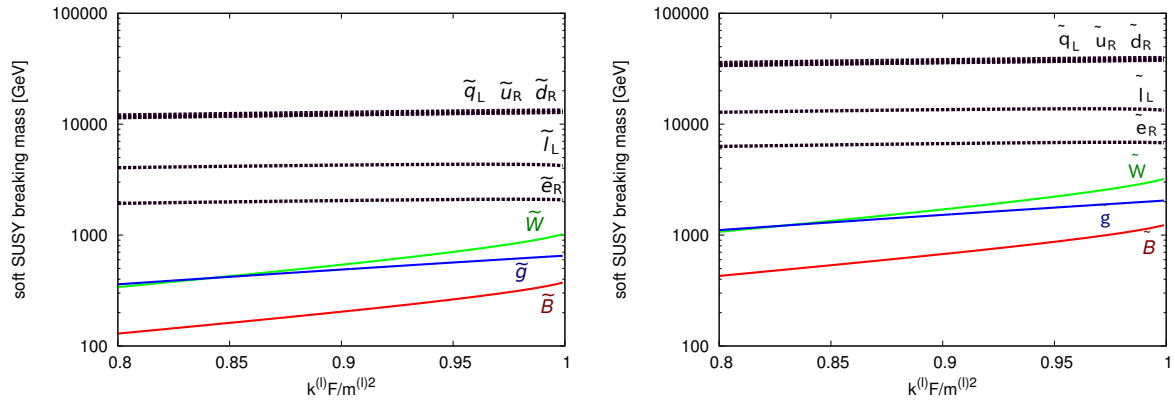 100000
10000
1000
100
0.8 0.85 0.9 0.95 1
soft SUSY breaking mass [GeV]
k(l)F/m(l)2
q̃L ũR d̃R
l̃L
ẽR
W̃
g̃
B̃
100000
10000
1000
100
0.8 0.85 0.9 0.95 1
soft SUSY breaking mass [GeV]
k(l)F/m(l)2
q̃L ũR d̃R
l̃L
ẽR
W̃
g̃
B̃